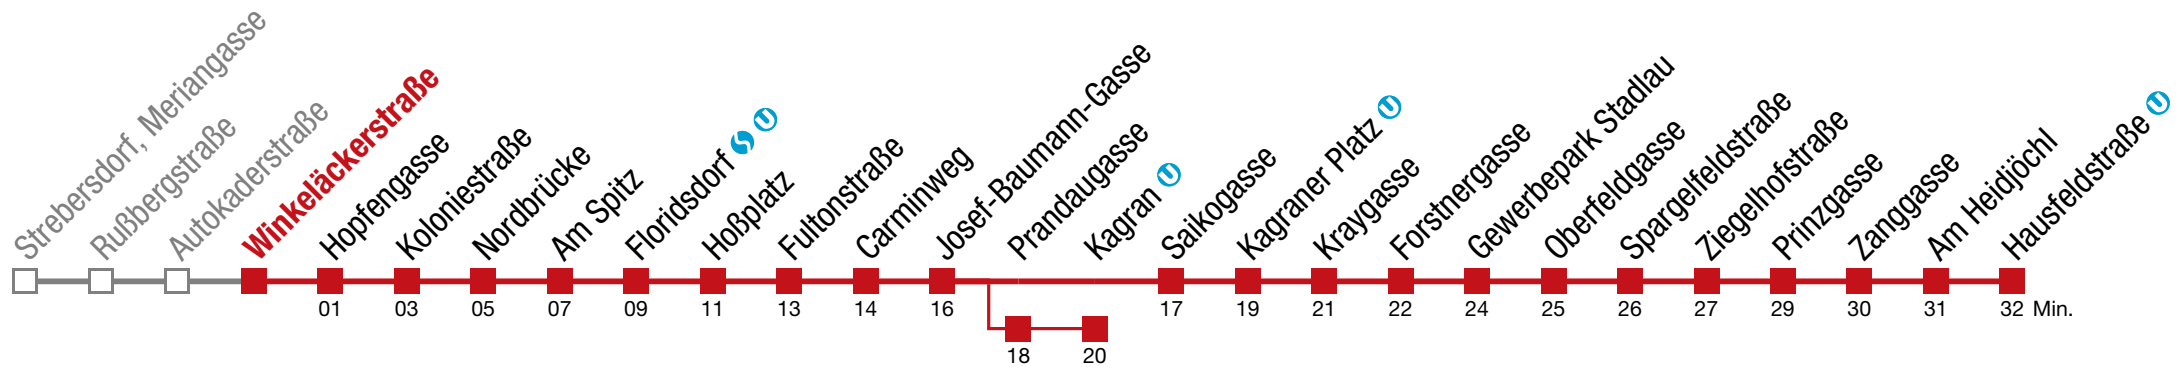 Strebersdorf, Meriangasse
Rußbergstraße
Autokaderstraße
Winkeläckerstraße
Hopfengasse
Koloniestraße
Nordbrücke
Am Spitz
Floridsdorf
Hoßplatz
Fultonstraße
Carminweg
Josef-Baumann-Gasse
Prandaugasse
Kagran
Saikogasse
Kagraner Platz
Kraygasse
Forstnergasse
Gewerbepark Stadlau
Oberfeldgasse
Spargelfeldstraße
Ziegelhofstraße
Prinzgasse
Zanggasse
Am Heidjöchl
Hausfeldstraße
01 03 05 07 09 11 13 14 16 17 19 21 22 24 25 26 27 29 30 31 32 Min.
18 20